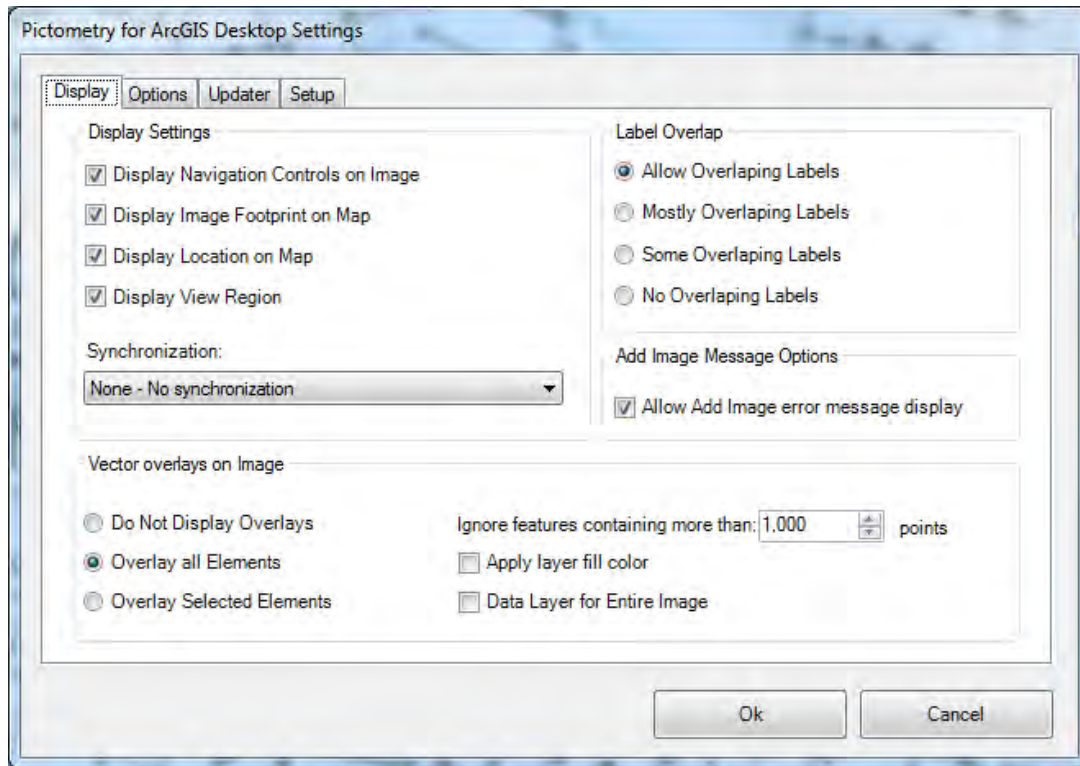 Pictometry for ArcGIS Desktop Settings
Display Options Updater Setup
Display Settings
Display Navigation Controls on Image
Display Image Footprint on Map
Display Location on Map
Display View Region
Synchronization:
None - No synchronization
Label Overlap
Allow Overlaping Labels
Mostly Overlaping Labels
Some Overlaping Labels
No Overlaping Labels
Add Image Message Options
Allow Add Image error message display
Vector overlays on Image
Do Not Display Overlays
Overlay all Elements
Overlay Selected Elements
Ignore features containing more than: 1,000 points
Apply layer fill color
Data Layer for Entire Image
Ok Cancel